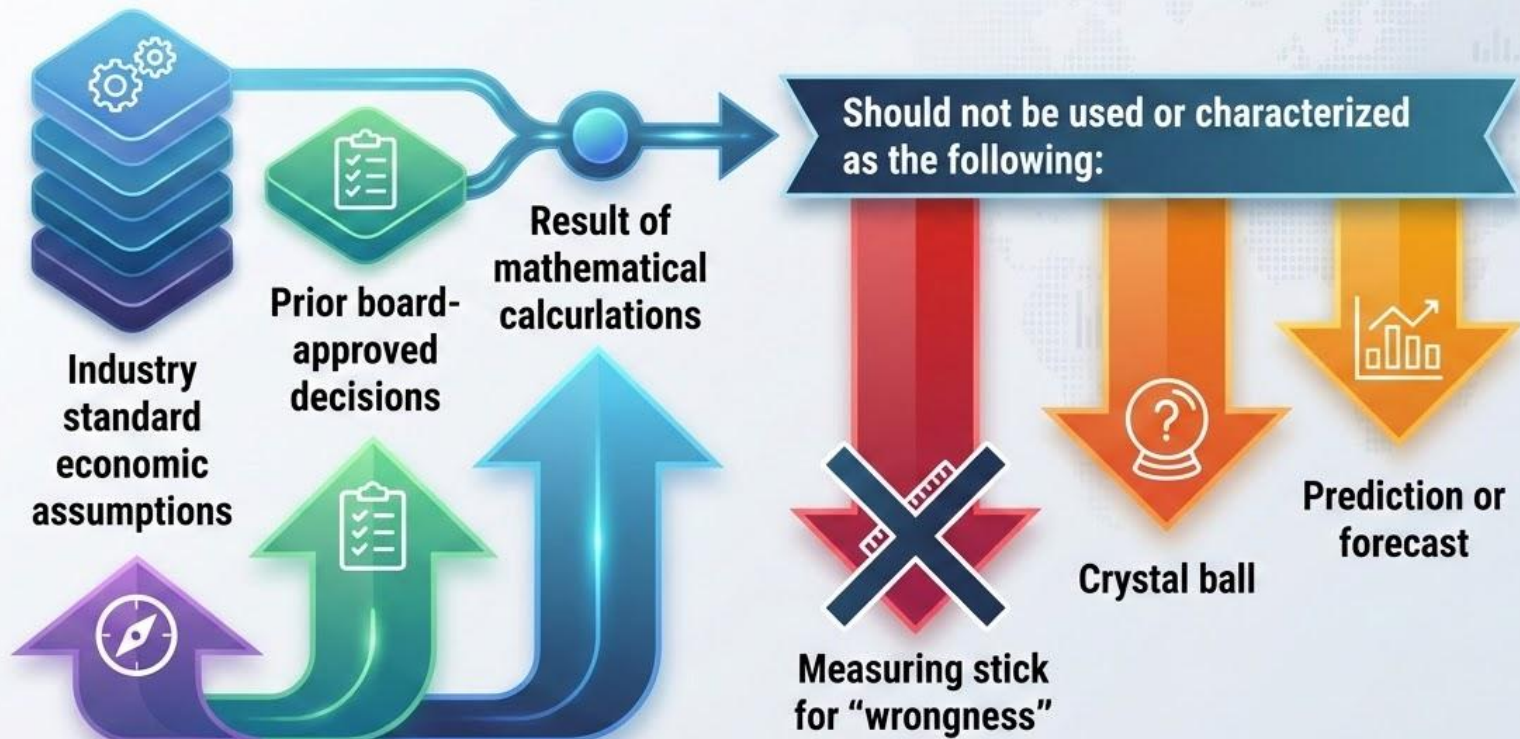 Industry
standard
economic
assumptions
Prior board-
approved
decisions
Result of
mathematical
calcurlations
Should not be used or characterized
as the following:
Measuring stick
for “wrongness”
?
Crystal ball
Prediction or
forecast